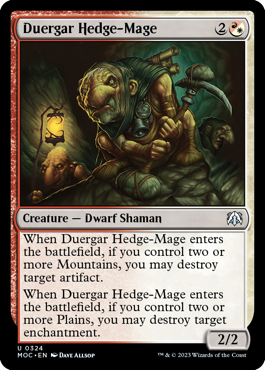 Duergar Hedge-Mage 2
Creature — Dwarf Shaman
When Duergar Hedge-Mage enters
the battlefield, if you control two or
more Mountains, you may destroy
target artifact.
When Duergar Hedge-Mage enters
the battlefield, if you control two or
more Plains, you may destroy target
enchantment.
2/2
U 0324
MOC • EN Dave Allsop ™ & © 2023 Wizards of the Coast